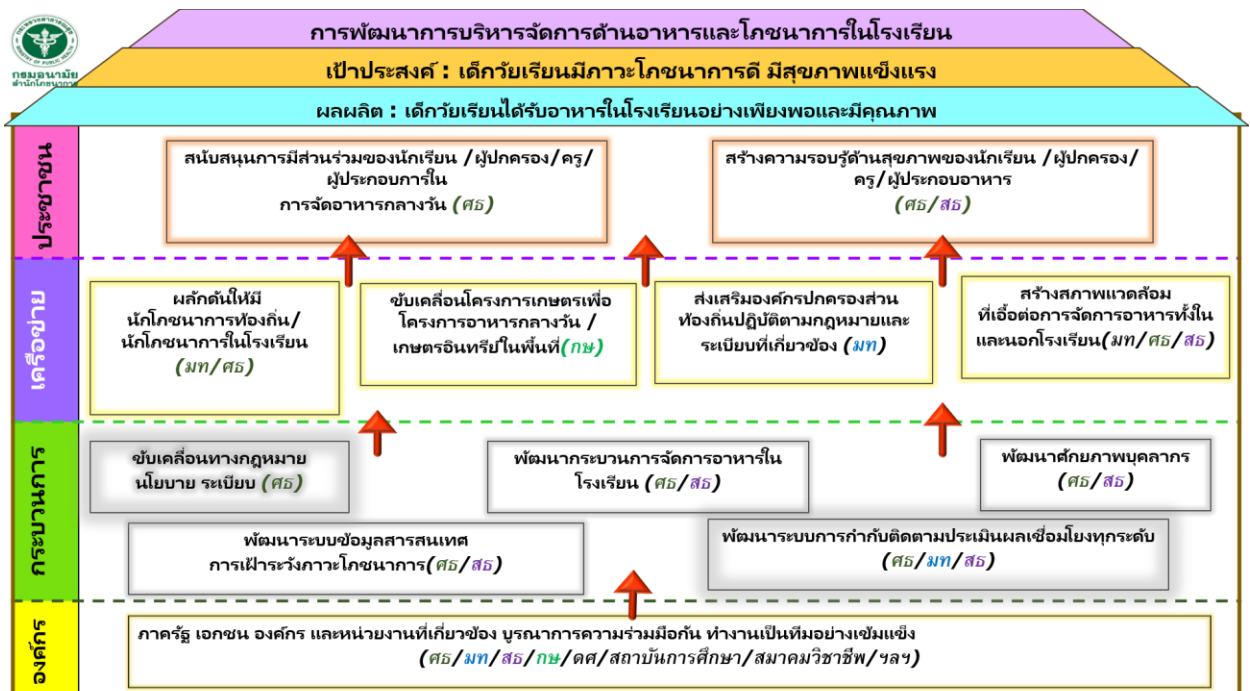 การพัฒนาการบริหารจัดการด้านอาหารและโภชนาการในโรงเรียน
กรมอนามัย
สำนักโภชนาการ
เป้าประสงค์ : เด็กวัยเรียนมีภาวะโภชนาการดี มีสุขภาพแข็งแรง
ผลผลิต : เด็กวัยเรียนได้รับอาหารในโรงเรียนอย่างเพียงพอและมีคุณภาพ
ประชาชน
สนับสนุนการมีส่วนร่วมของนักเรียน /ผู้ปกครอง/ครู/
ผู้ประกอบการใน
การจัดอาหารกลางวัน (ศธ)
สร้างความรอบรู้ด้านสุขภาพของนักเรียน /ผู้ปกครอง/
ครู/ผู้ประกอบอาหาร
(ศธ/สธ)
เครือข่าย
ผลักดันให้มี
นักโภชนาการท้องถิ่น/
นักโภชนาการในโรงเรียน
(มท/ศธ)
ขับเคลื่อนโครงการเกษตรเพื่อ
โครงการอาหารกลางวัน /
เกษตรอินทรีย์ในพื้นที่(กษ)
ส่งเสริมองค์กรปกครองส่วน
ท้องถิ่นปฏิบัติตามกฎหมายและ
ระเบียบที่เกี่ยวข้อง (มท)
สร้างสภาพแวดล้อม
ที่เอื้อต่อการจัดการอาหารทั้งใน
และนอกโรงเรียน(มท/ศธ/สธ)
กระบวนการ
ขับเคลื่อนทางกฎหมาย
นโยบาย ระเบียบ (ศธ)
พัฒนากระบวนการจัดการอาหารใน
โรงเรียน (ศธ/สธ)
พัฒนาศักยภาพบุคลากร
(ศธ/สธ)
พัฒนาระบบข้อมูลสารสนเทศ
การเฝ้าระวังภาวะโภชนาการ(ศธ/สธ)
พัฒนาระบบการกำกับติดตามประเมินผลเชื่อมโยงทุกระดับ
(ศธ/มท/สธ)
องค์กร
ภาครัฐ เอกชน องค์กร และหน่วยงานที่เกี่ยวข้อง บูรณาการความร่วมมือกัน ทำงานเป็นทีมอย่างเข้มแข็ง
(ศธ/มท/สธ/กษ/ดศ/สถาบันการศึกษา/สมาคมวิชาชีพ/ฯลฯ)